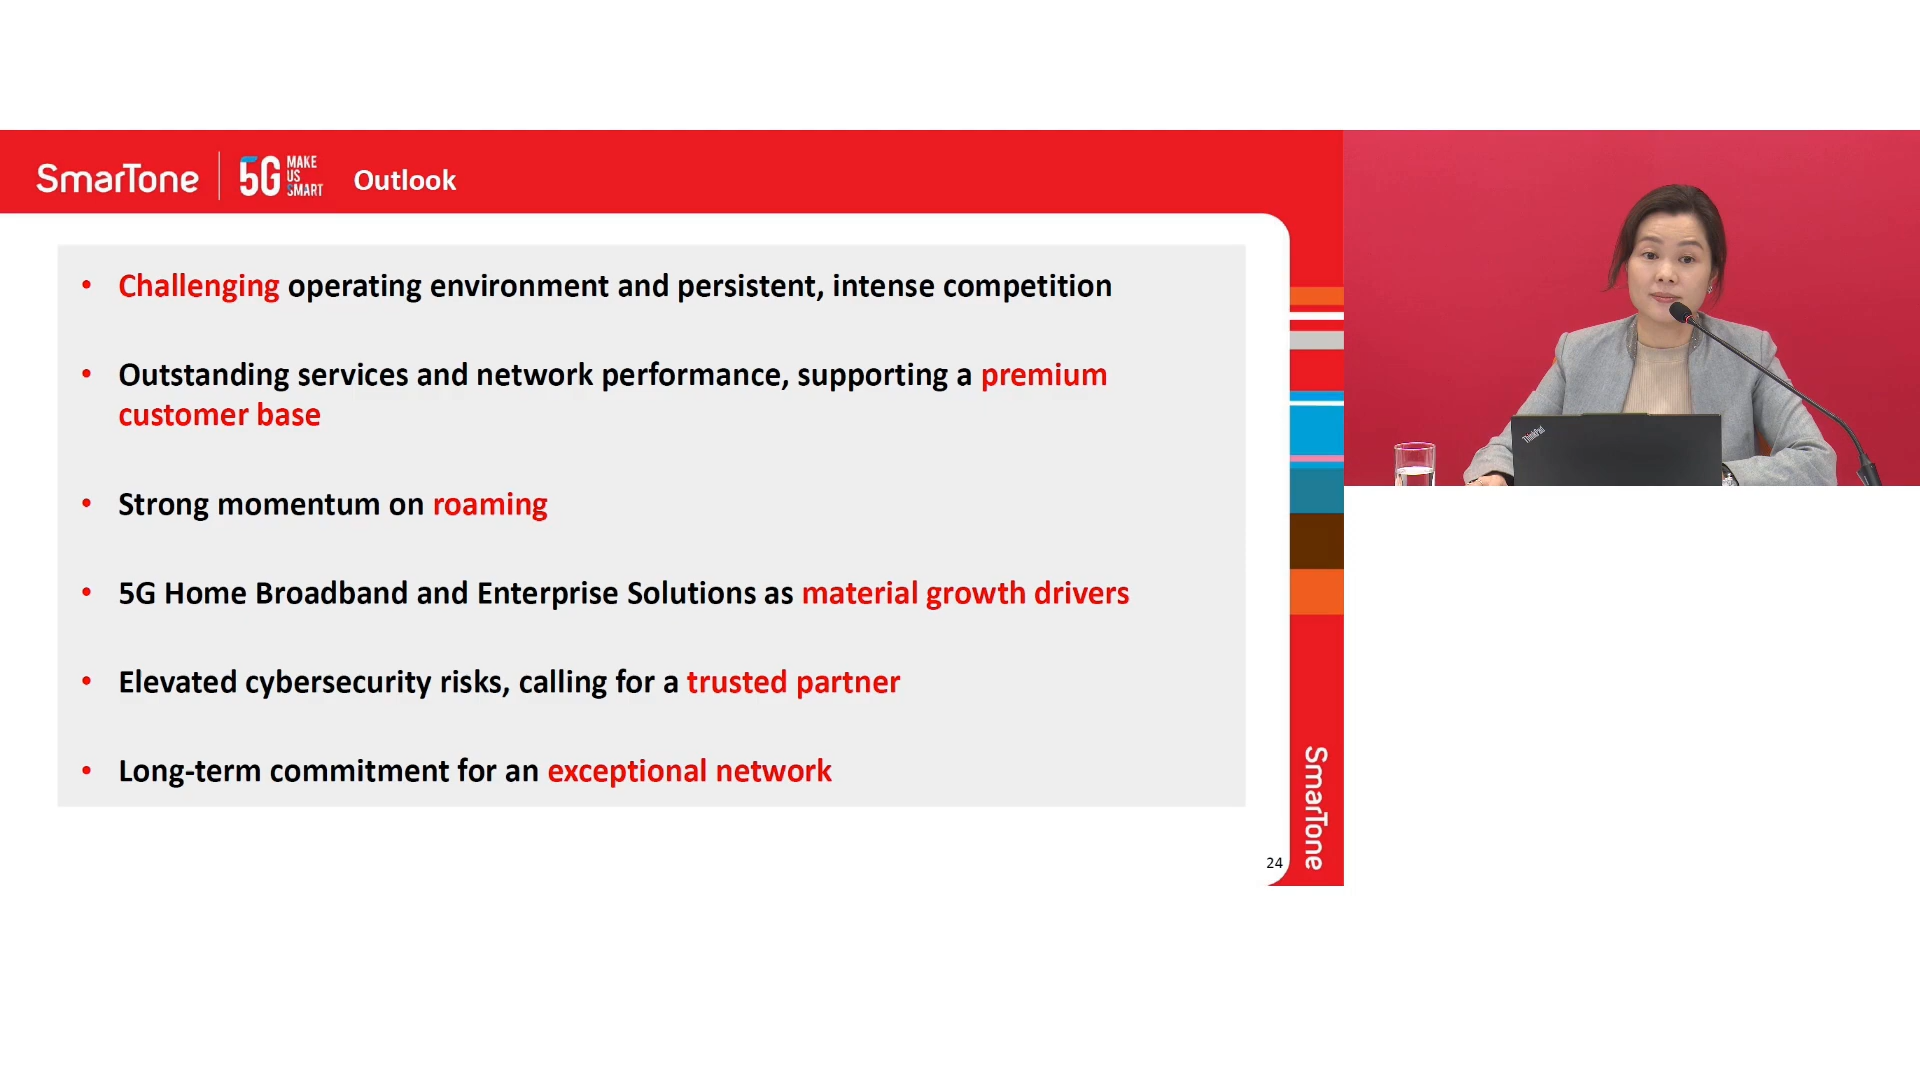 SmarTone
5G MAKE
US
SMART
Outlook
• Challenging operating environment and persistent, intense competition
• Outstanding services and network performance, supporting a premium
customer base
• Strong momentum on roaming
• 5G Home Broadband and Enterprise Solutions as material growth drivers
• Elevated cybersecurity risks, calling for a trusted partner
• Long-term commitment for an exceptional network
24
SmarTone
ThinkPad